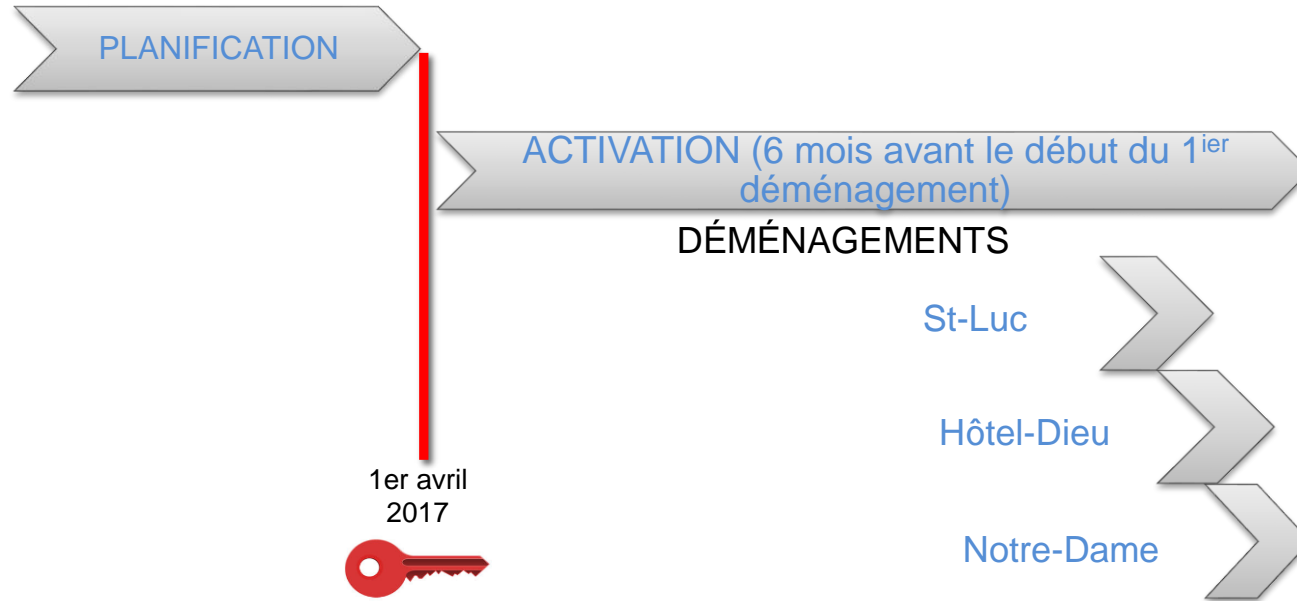 PLANIFICATION
ACTIVATION (6 mois avant le début du 1ier
déménagement)
DÉMÉNAGEMENTS
St-Luc
Hôtel-Dieu
1er avril
2017
Notre-Dame